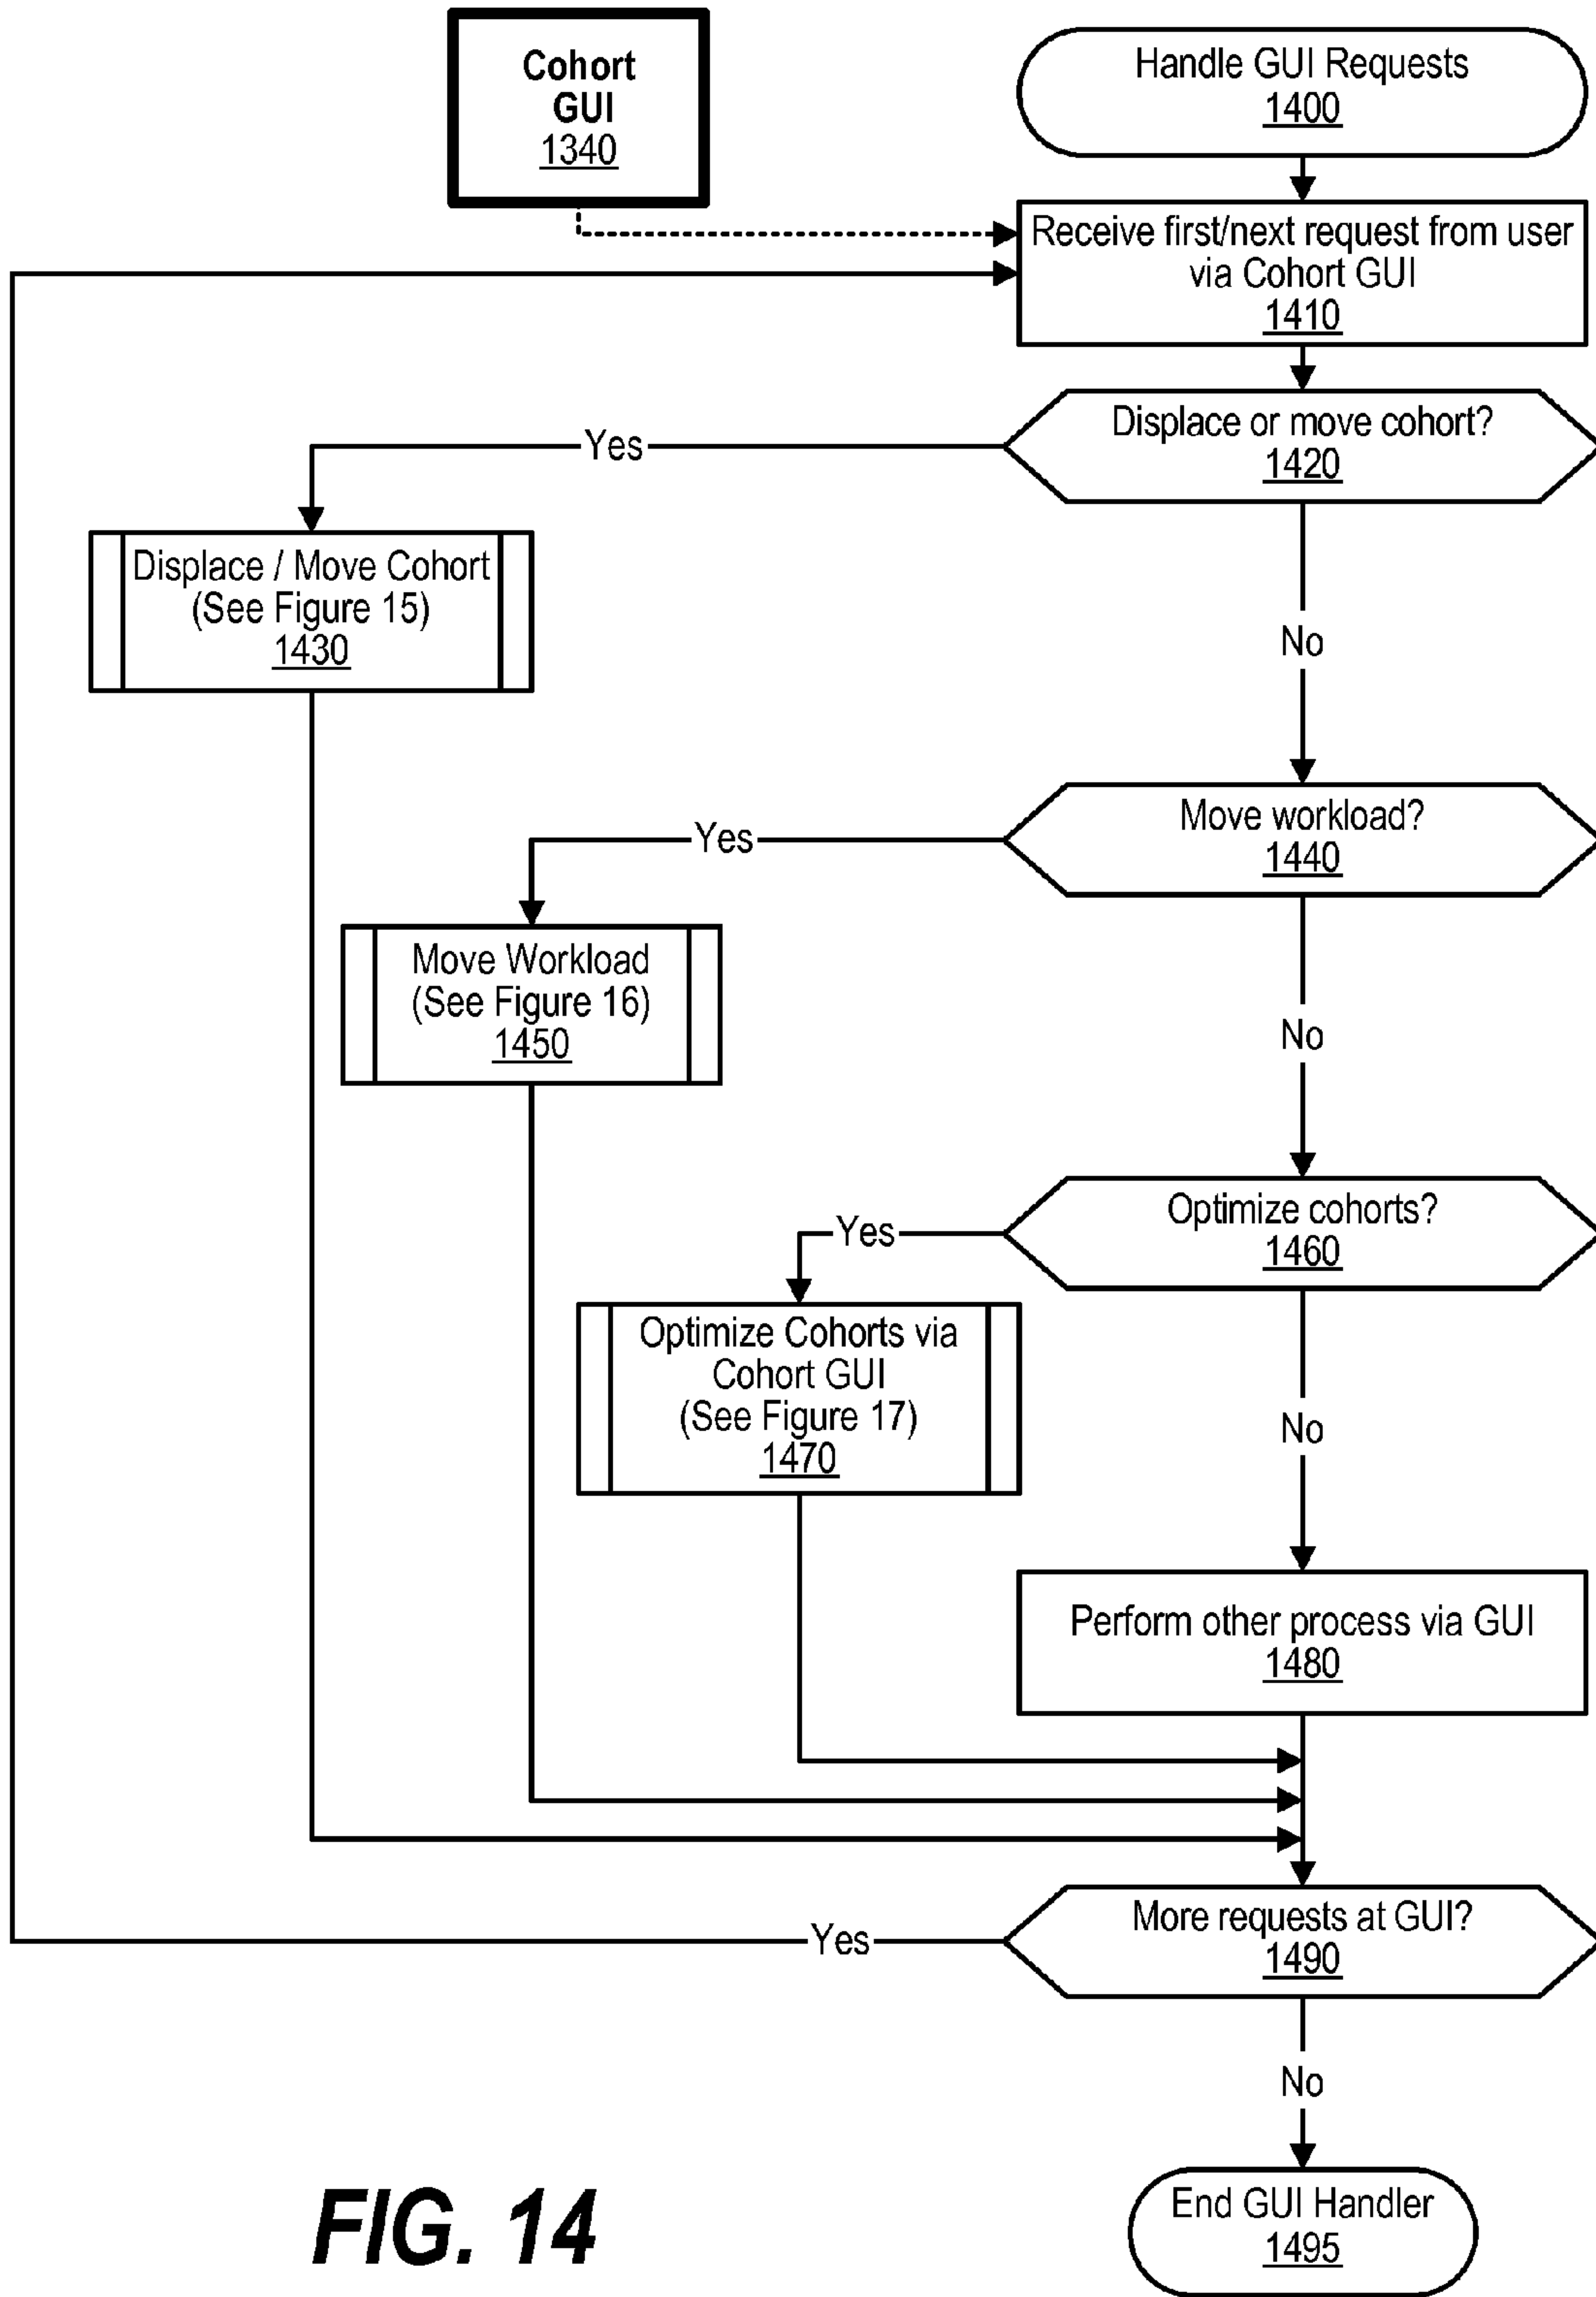 Cohort
GUI
1340
Handle GUI Requests
1400
Receive first/next request from user
via Cohort GUI
1410
Displace or move cohort?
1420
Yes
Displace / Move Cohort
(See Figure 15)
1430
No
Move workload?
1440
Yes
Move Workload
(See Figure 16)
1450
No
Optimize cohorts?
1460
Yes
Optimize Cohorts via
Cohort GUI
(See Figure 17)
1470
No
Perform other process via GUI
1480
More requests at GUI?
1490
Yes
No
End GUI Handler
1495
FIG. 14